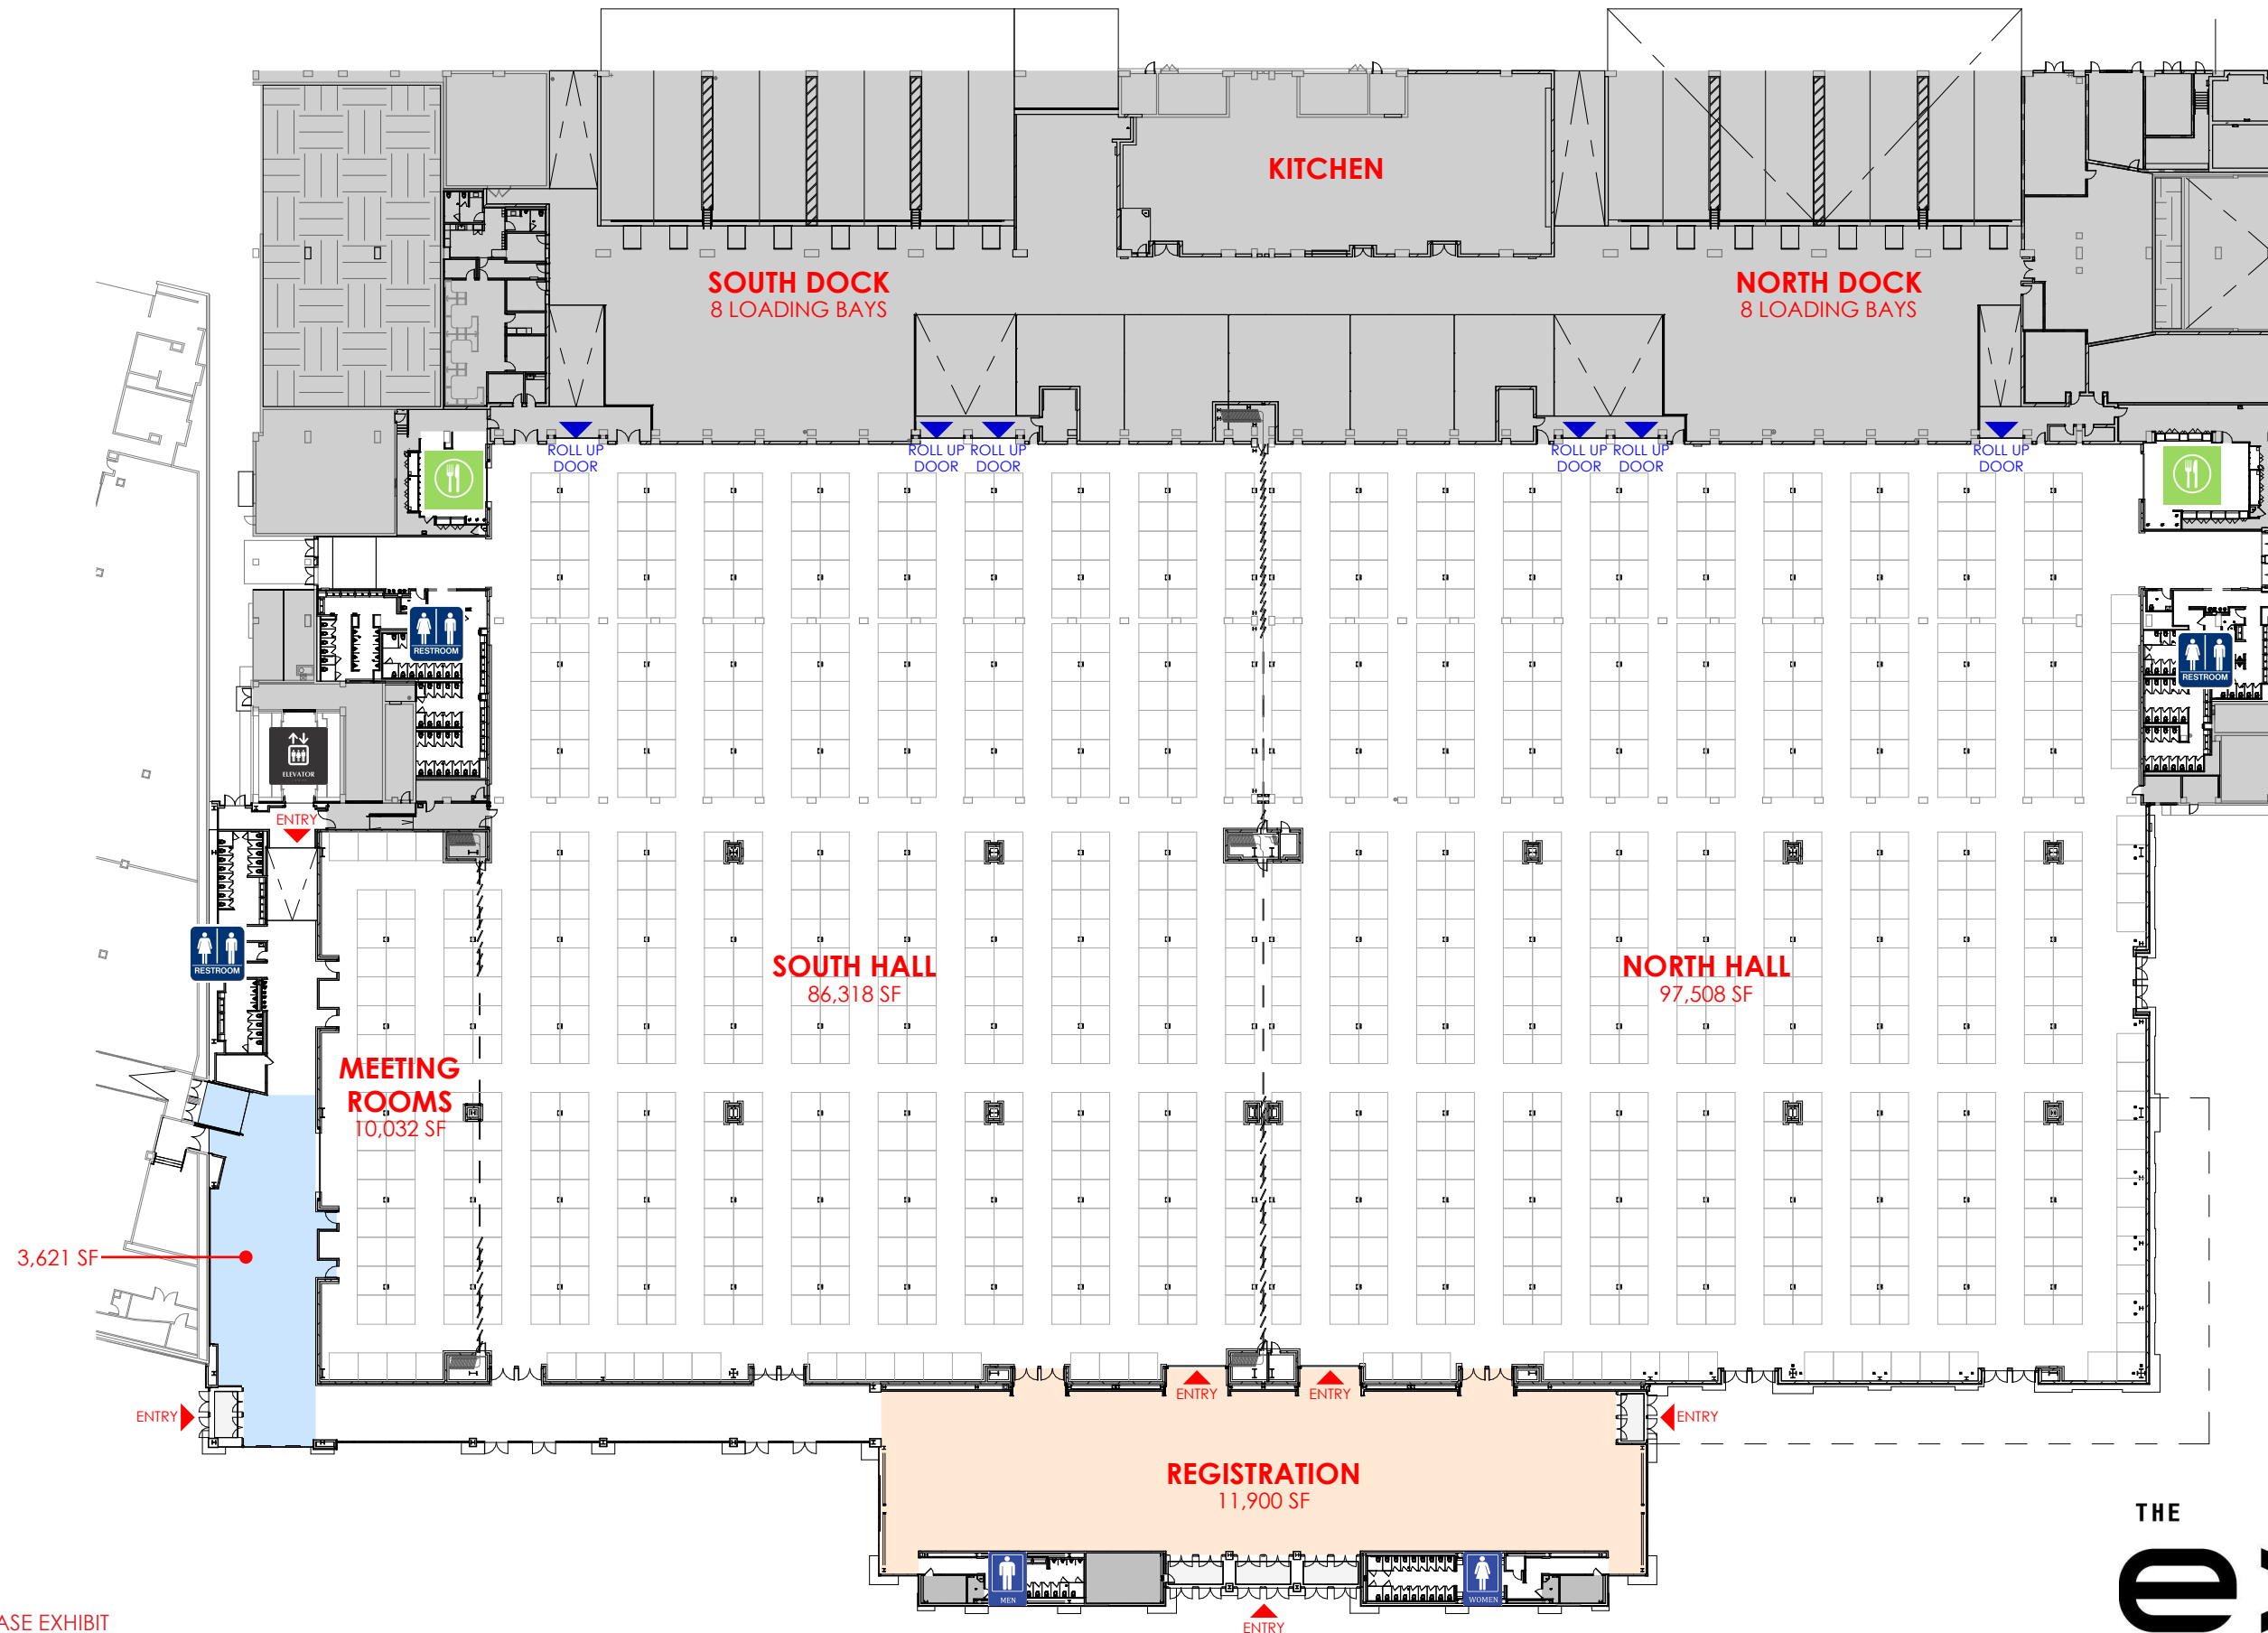 KITCHEN
SOUTH DOCK
8 LOADING BAYS
NORTH DOCK
8 LOADING BAYS
ROLL UP
DOOR
ROLL UP
DOOR
ROLL UP
DOOR
ROLL UP
DOOR
ROLL UP
DOOR
ROLL UP
DOOR
RESTROOM
RESTROOM
ELEVATOR
ENTRY
RESTROOM
SOUTH HALL
86,318 SF
NORTH HALL
97,508 SF
MEETING
ROOMS
10,032 SF
3,621 SF
ENTRY
ENTRY
ENTRY
ENTRY
REGISTRATION
11,900 SF
MEN
WOMEN
ENTRY
THE
e
ASE EXHIBIT